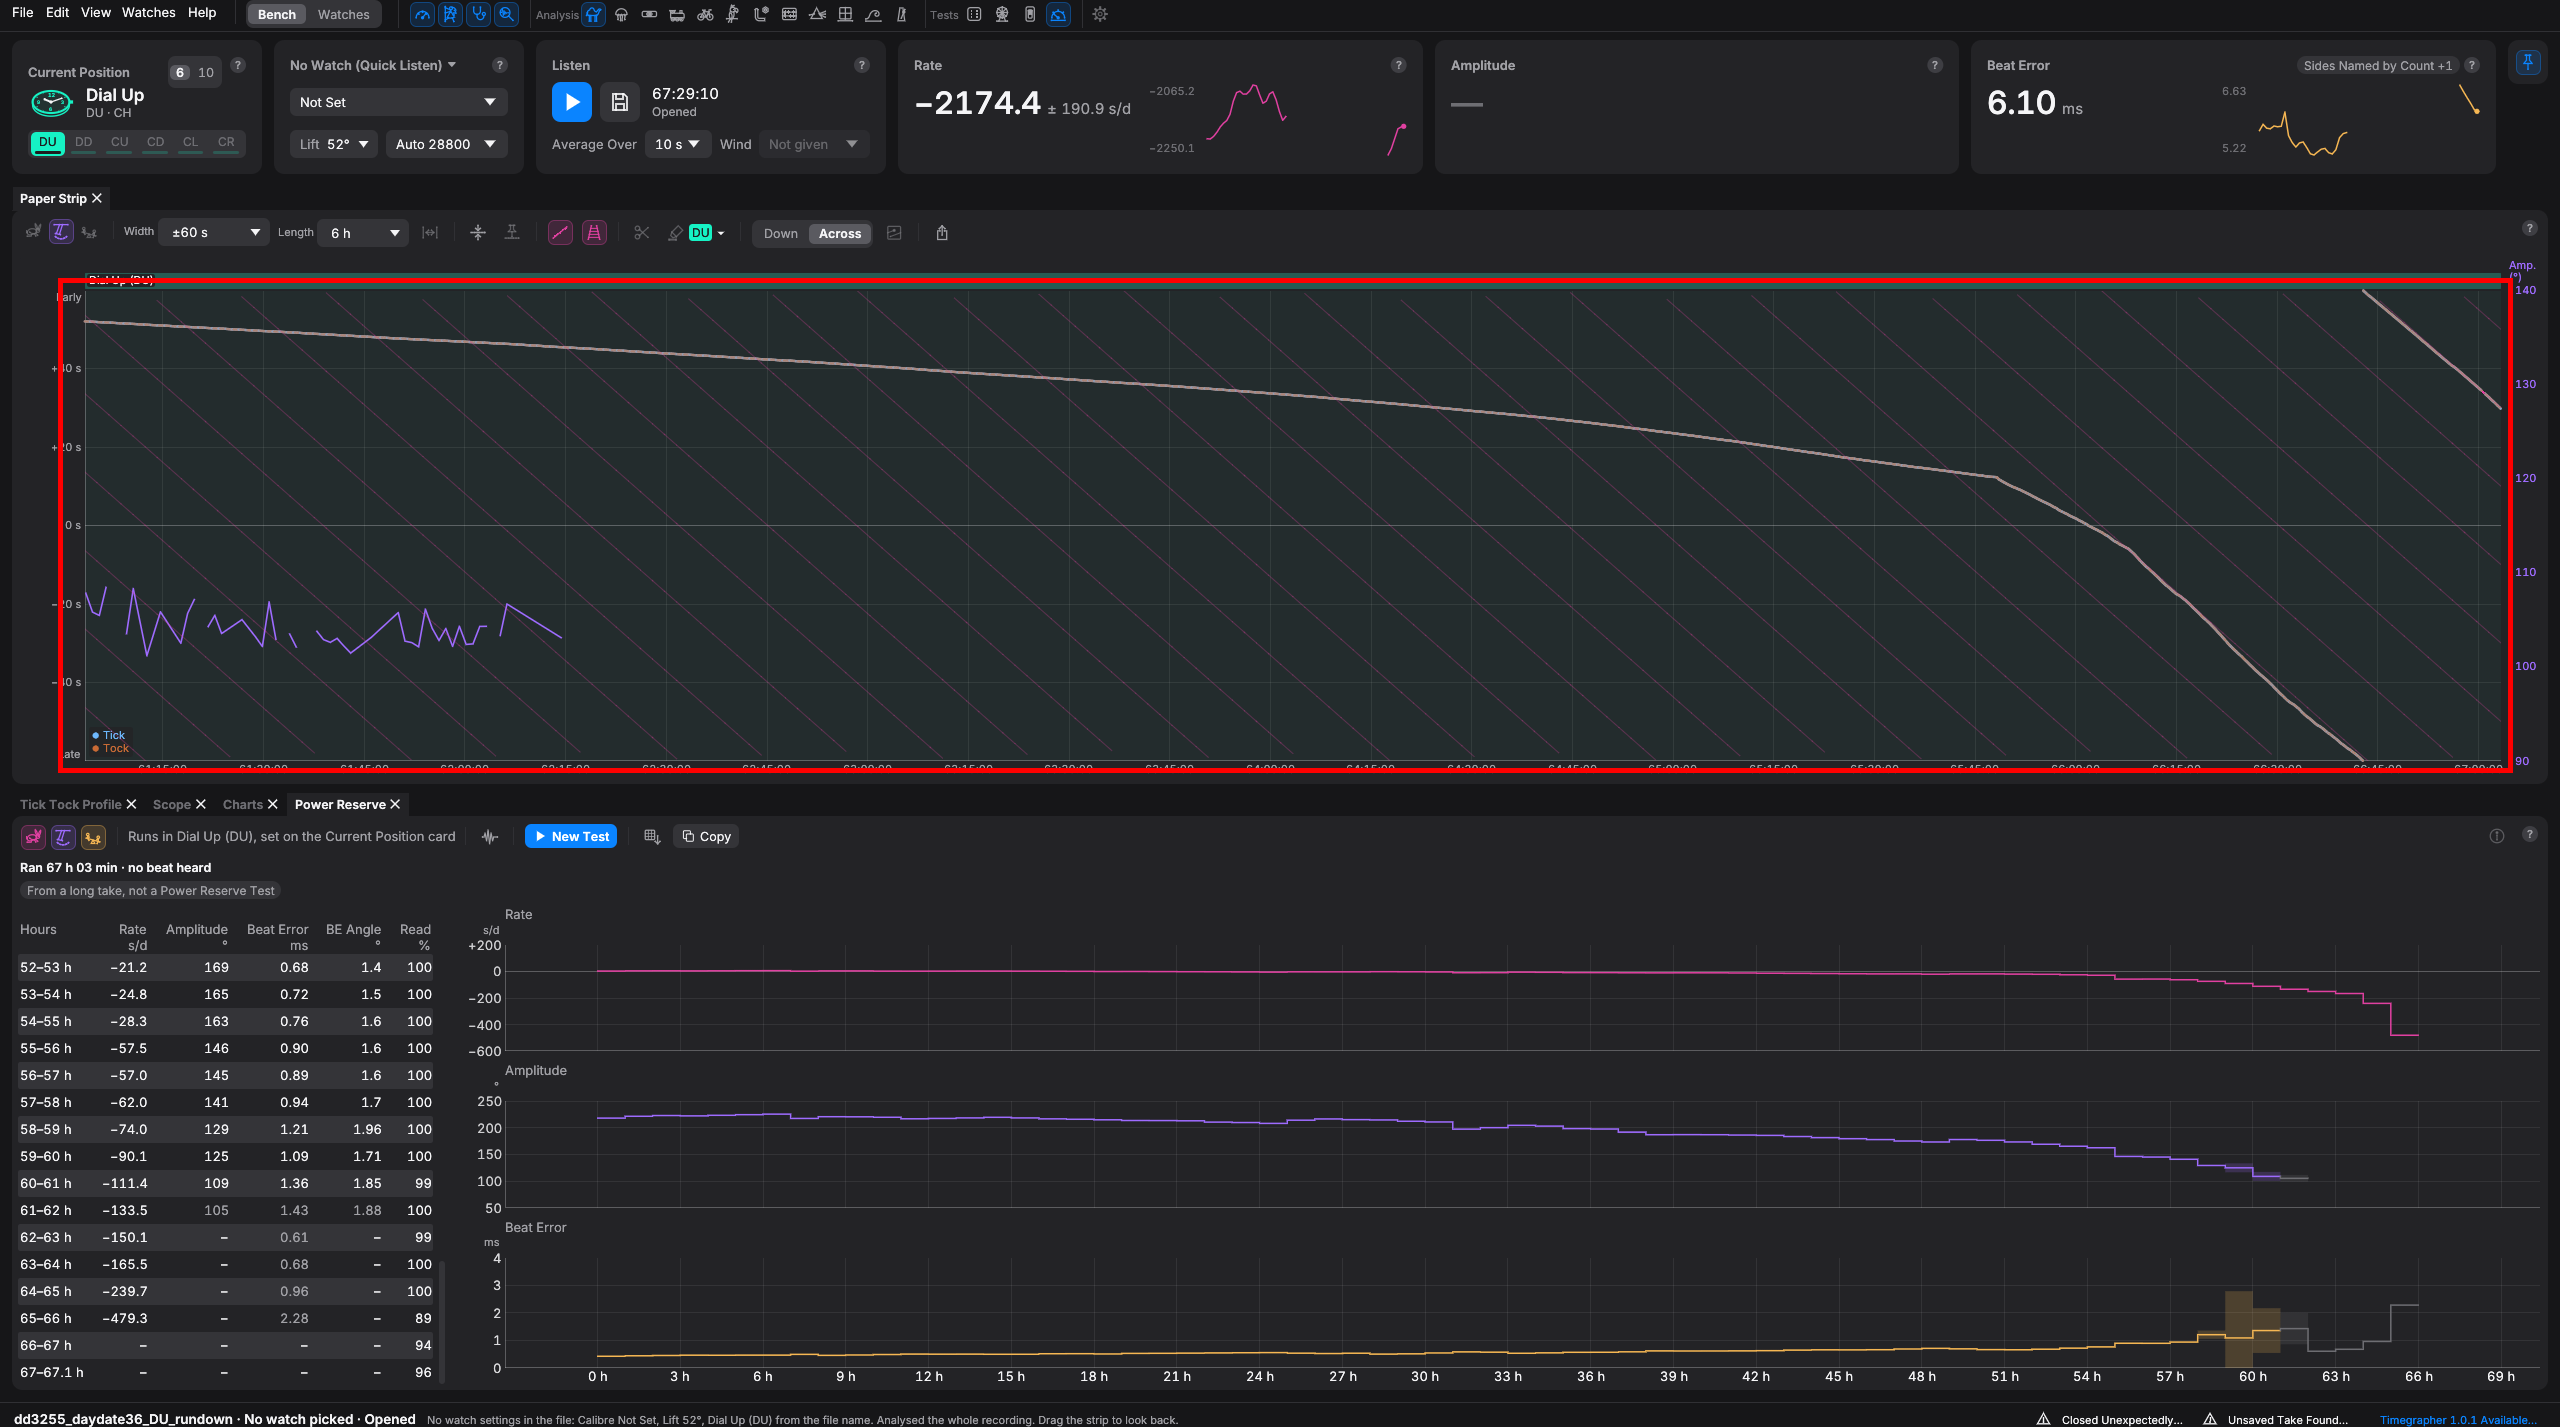 File Edit View Watches Help Bench Watches Analysis Tests
Current Position 6 10 ?
Dial Up
DU · CH
DU DD CU CD CL CR
No Watch (Quick Listen) ?
Not Set
Lift 52° Auto 28800
Listen ?
67:29:10
Opened
Average Over 10 s Wind Not given
Rate ?
−2174.4 ± 190.9 s/d
−2065.2
−2250.1
Amplitude ?
—
Beat Error Sides Named by Count +1 ?
6.10 ms
6.63
5.22
Paper Strip
Width ±60 s Length 6 h DU Down Across ?
Dial Up (DU)
Amp. (°)
+20 s
0 s
140
130
120
110
100
90
Tick
Tock
Tick Tock Profile Scope Charts Power Reserve
Runs in Dial Up (DU), set on the Current Position card New Test Copy ?
Ran 67 h 03 min · no beat heard
From a long take, not a Power Reserve Test
Hours Rate Amplitude Beat Error BE Angle Read
s/d ° ms ° %
52–53 h −21.2 169 0.68 1.4 100
53–54 h −24.8 165 0.72 1.5 100
54–55 h −28.3 163 0.76 1.6 100
55–56 h −57.5 146 0.90 1.6 100
56–57 h −57.0 145 0.89 1.6 100
57–58 h −62.0 141 0.94 1.7 100
58–59 h −74.0 129 1.21 1.96 100
59–60 h −90.1 125 1.09 1.71 100
60–61 h −111.4 109 1.36 1.85 99
61–62 h −133.5 105 1.43 1.88 100
62–63 h −150.1 – 0.61 – 99
63–64 h −165.5 – 0.68 – 100
64–65 h −239.7 – 0.96 – 100
65–66 h −479.3 – 2.28 – 89
66–67 h – – – – 94
67–67.1 h – – – – 96
Rate
s/d
+200
0
−200
−400
−600
Amplitude
°
250
200
150
100
50
Beat Error
ms
4
3
2
1
0
0 h 3 h 6 h 9 h 12 h 15 h 18 h 21 h 24 h 27 h 30 h 33 h 36 h 39 h 42 h 45 h 48 h 51 h 54 h 57 h 60 h 63 h 66 h 69 h
dd3255_daydate36_DU_rundown · No watch picked · Opened No watch settings in the file: Calibre Not Set, Lift 52°, Dial Up (DU) from the file name. Analysed the whole recording. Drag the strip to look back. Closed Unexpectedly... Unsaved Take Found... Timegrapher 1.0.1 Available...